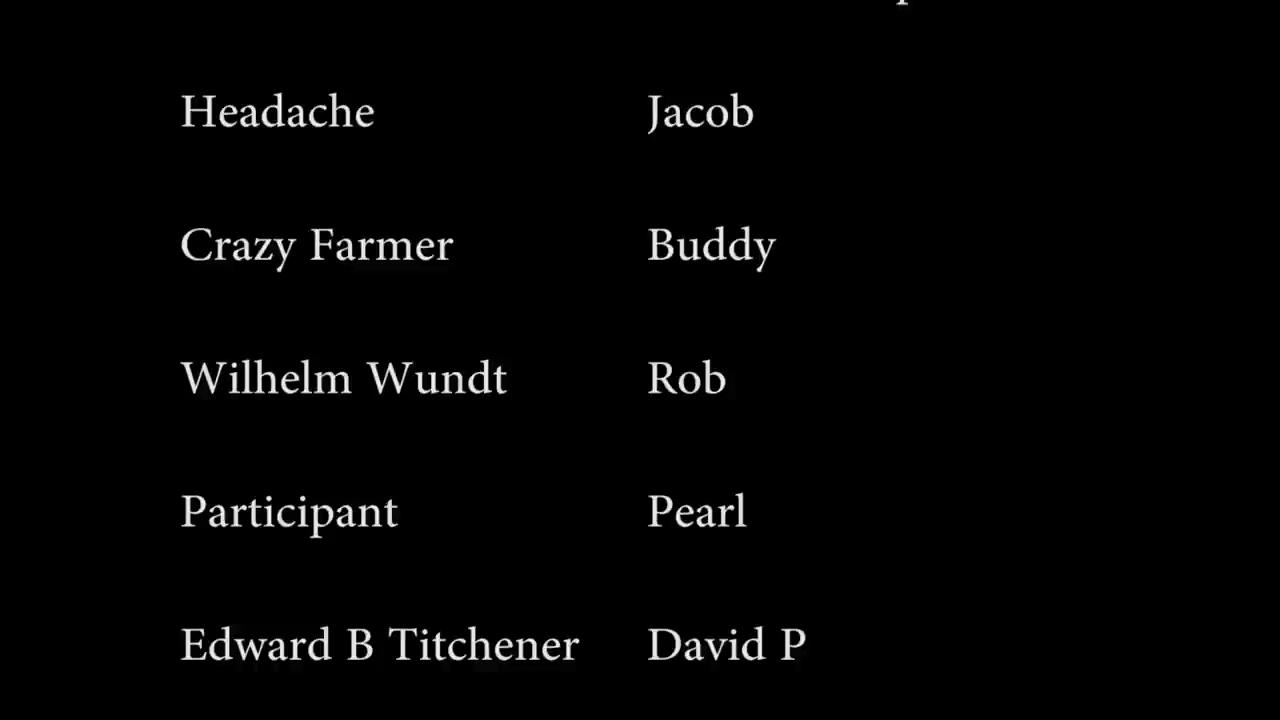 Headache Jacob
Crazy Farmer Buddy
Wilhelm Wundt Rob
Participant Pearl
Edward B Titchener David P